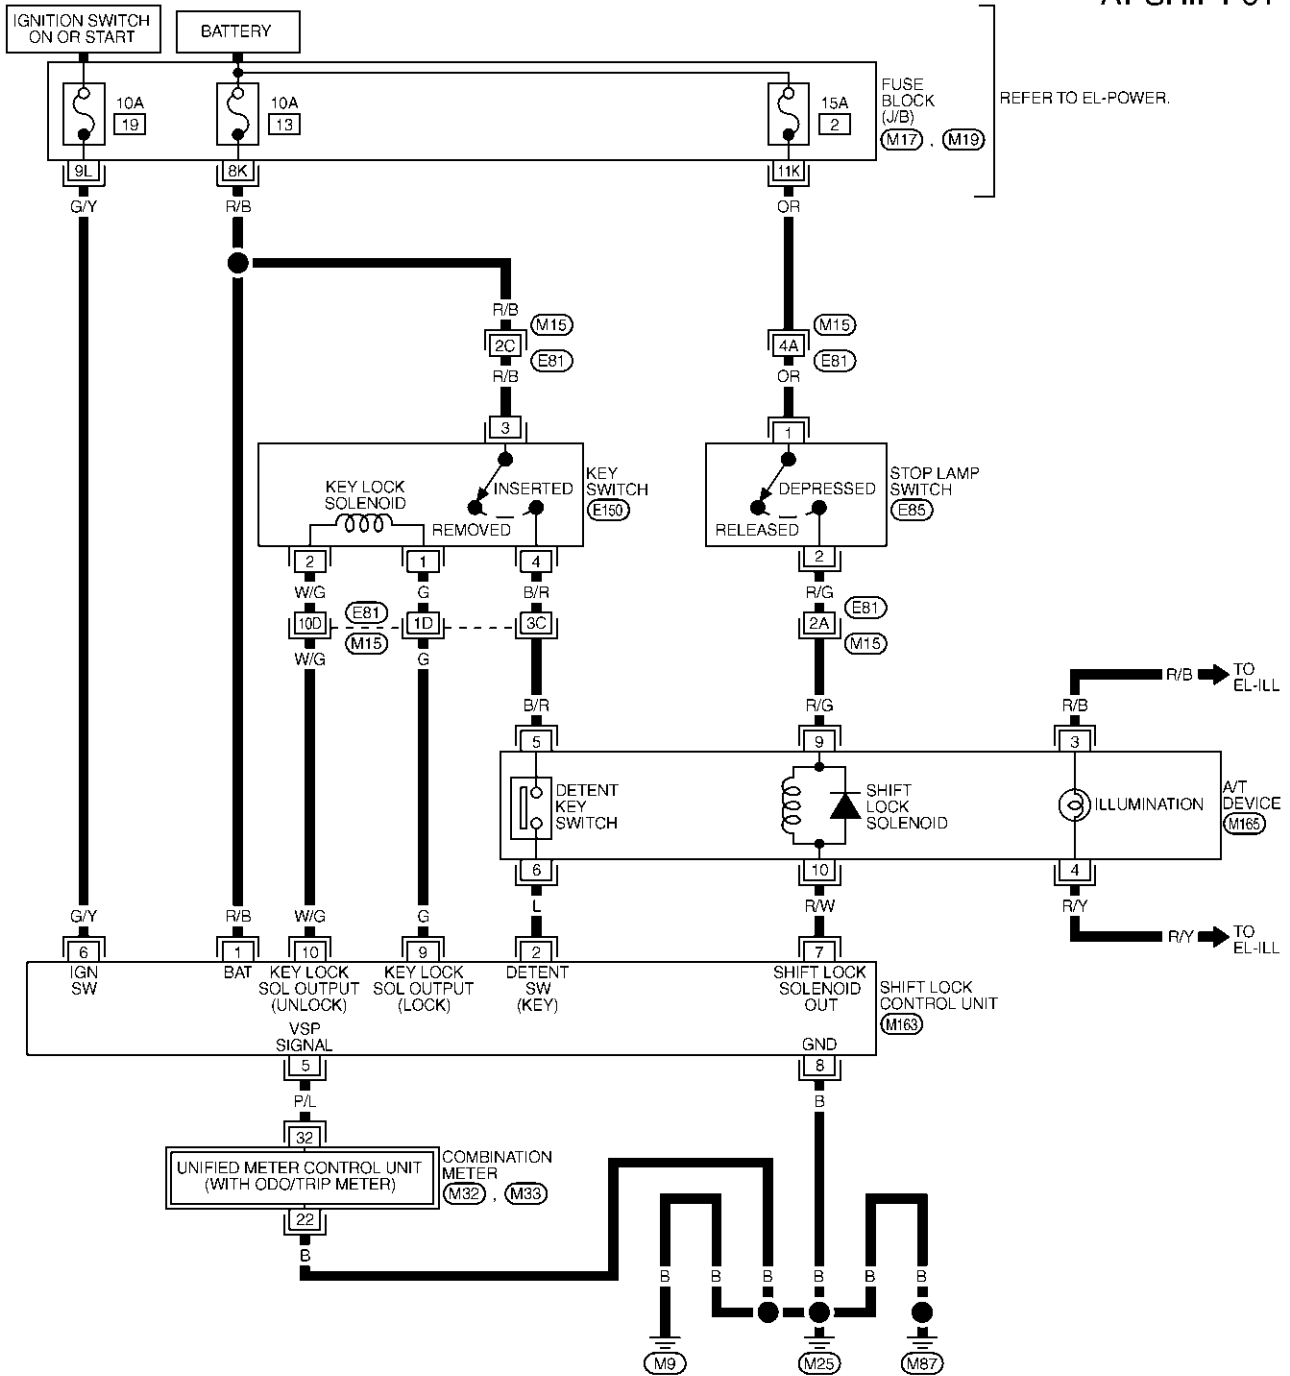 IGNITION SWITCH
ON OR START
BATTERY
10A
19
10A
13
15A
2
FUSE
BLOCK
(J/B)
M17 , M19
REFER TO EL-POWER.
9L
8K
11K
G/Y
R/B
OR
R/B
M15
2C
E81
R/B
M15
4A
E81
OR
3
1
KEY LOCK
SOLENOID
INSERTED
REMOVED
KEY
SWITCH
E150
DEPRESSED
RELEASED
STOP LAMP
SWITCH
E85
2
1
4
2
W/G
G
B/R
R/G
10D
E81
M15
1D
3C
2A
E81
M15
W/G
G
B/R
R/G
R/B
R/B
TO
EL-ILL
5
9
3
DETENT
KEY
SWITCH
SHIFT
LOCK
SOLENOID
ILLUMINATION
A/T
DEVICE
M165
6
10
4
L
R/W
R/Y
R/Y
TO
EL-ILL
G/Y
R/B
W/G
G
6
1
10
9
2
7
IGN
SW
BAT
KEY LOCK
SOL OUTPUT
(UNLOCK)
KEY LOCK
SOL OUTPUT
(LOCK)
DETENT
SW
(KEY)
SHIFT LOCK
SOLENOID
OUT
SHIFT LOCK
CONTROL UNIT
M163
VSP
SIGNAL
GND
5
8
P/L
B
32
UNIFIED METER CONTROL UNIT
(WITH ODO/TRIP METER)
COMBINATION
METER
M32 , M33
22
B
B
B
B
B
B
B
M9
M25
M87